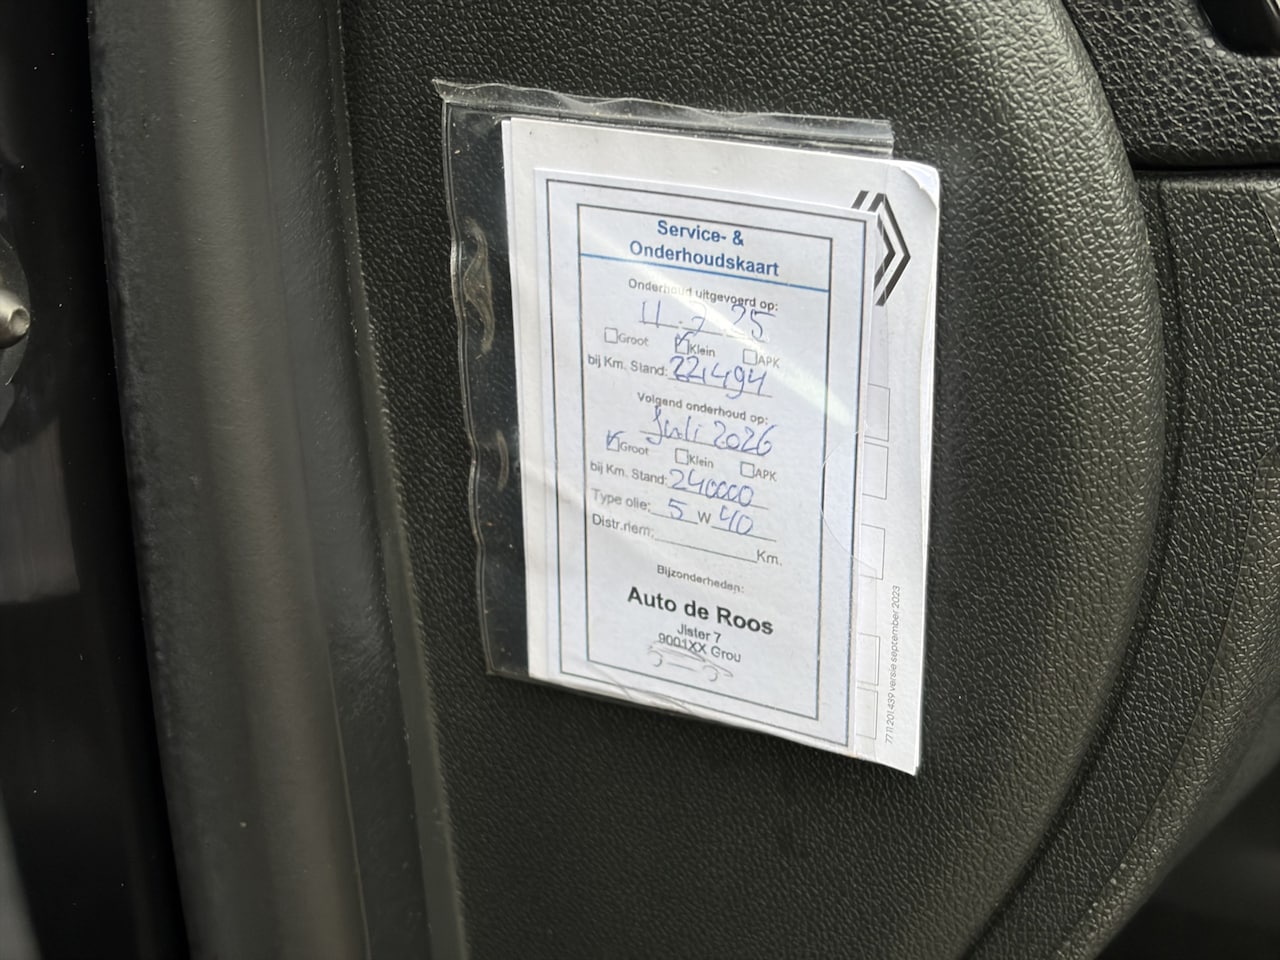 Service- &
Onderhoudskaart
Onderhoud uitgevoerd op:
11.7.25
Groot Klein APK
bij Km. Stand: 221,494
Volgend onderhoud op:
Juli 2026
Groot Klein APK
bij Km. Stand: 240000
Type olie: 5 W 40
Distr.riem: Km.
Bijzonderheden:
Auto de Roos
Jister 7
9001XX Grou
77 11 201 439 versie september 2023